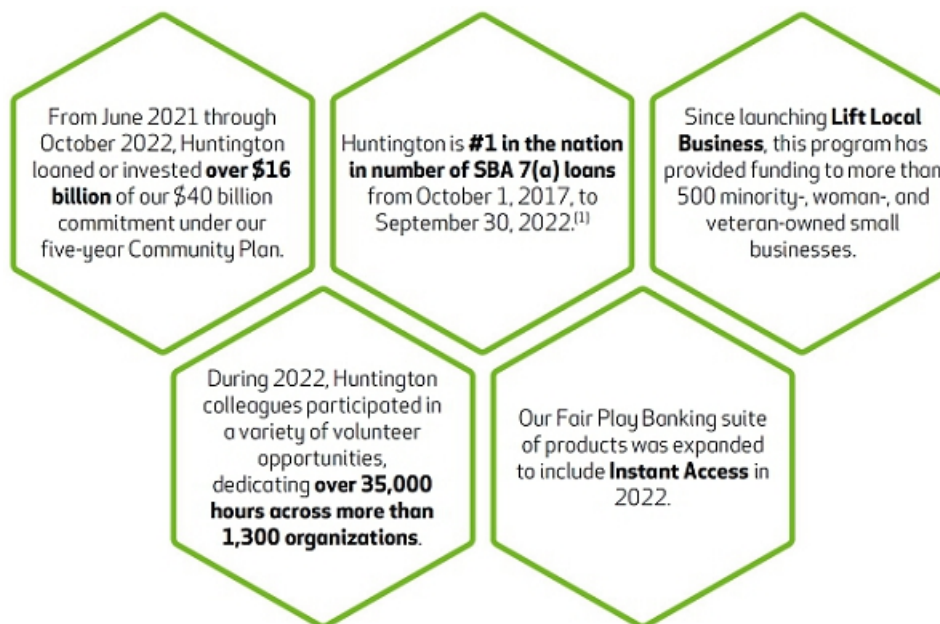 From June 2021 through
October 2022, Huntington
loaned or invested over $16
billion of our $40 billion
commitment under our
five-year Community Plan.
Huntington is #1 in the nation
in number of SBA 7(a) loans
from October 1, 2017, to
September 30, 2022.[1]
Since launching Lift Local
Business, this program has
provided funding to more than
500 minority-, woman-, and
veteran-owned small
businesses.
During 2022, Huntington
colleagues participated in
a variety of volunteer
opportunities,
dedicating over 35,000
hours across more than
1,300 organizations.
Our Fair Play Banking suite
of products was expanded
to include Instant Access in
2022.